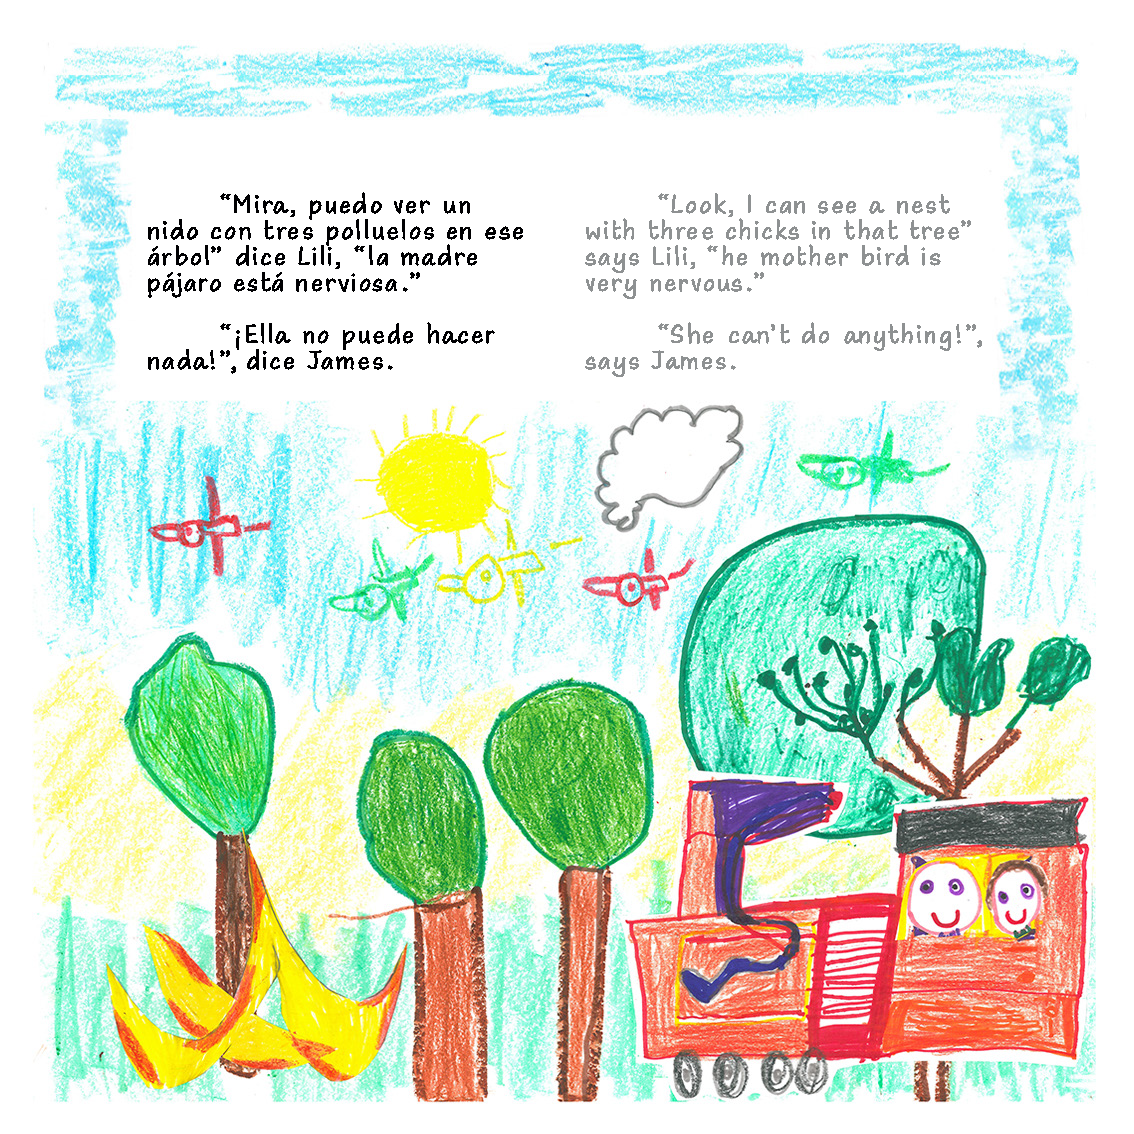 “Mira, puedo ver un
nido con tres polluelos en ese
árbol” dice Lili, “la madre
pájaro está nerviosa.”
“¡Ella no puede hacer
nada!”, dice James.
“Look, I can see a nest
with three chicks in that tree”
says Lili, “he mother bird is
very nervous.”
“She can’t do anything!”,
says James.